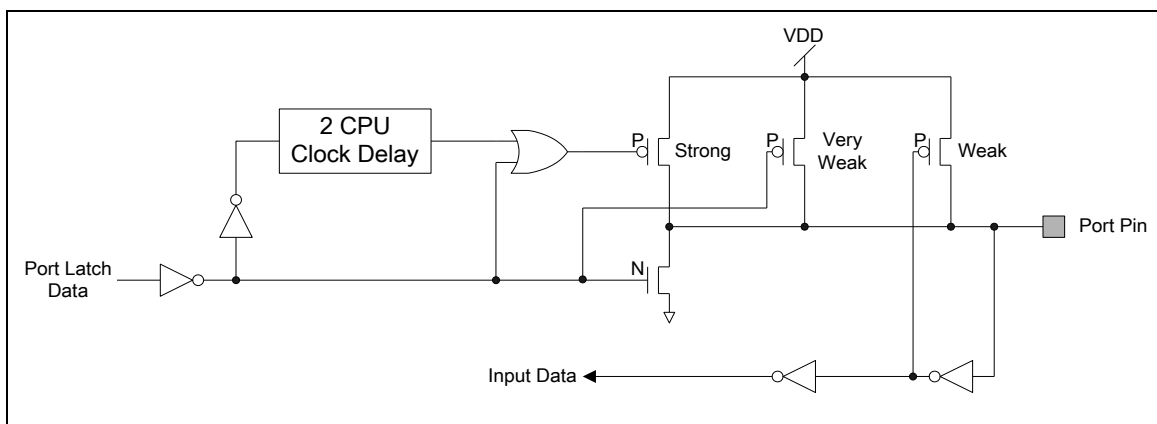 VDD
2 CPU
Clock Delay
P
Strong
P
Very
Weak
P
Weak
Port Pin
Port Latch
Data
N
Input Data